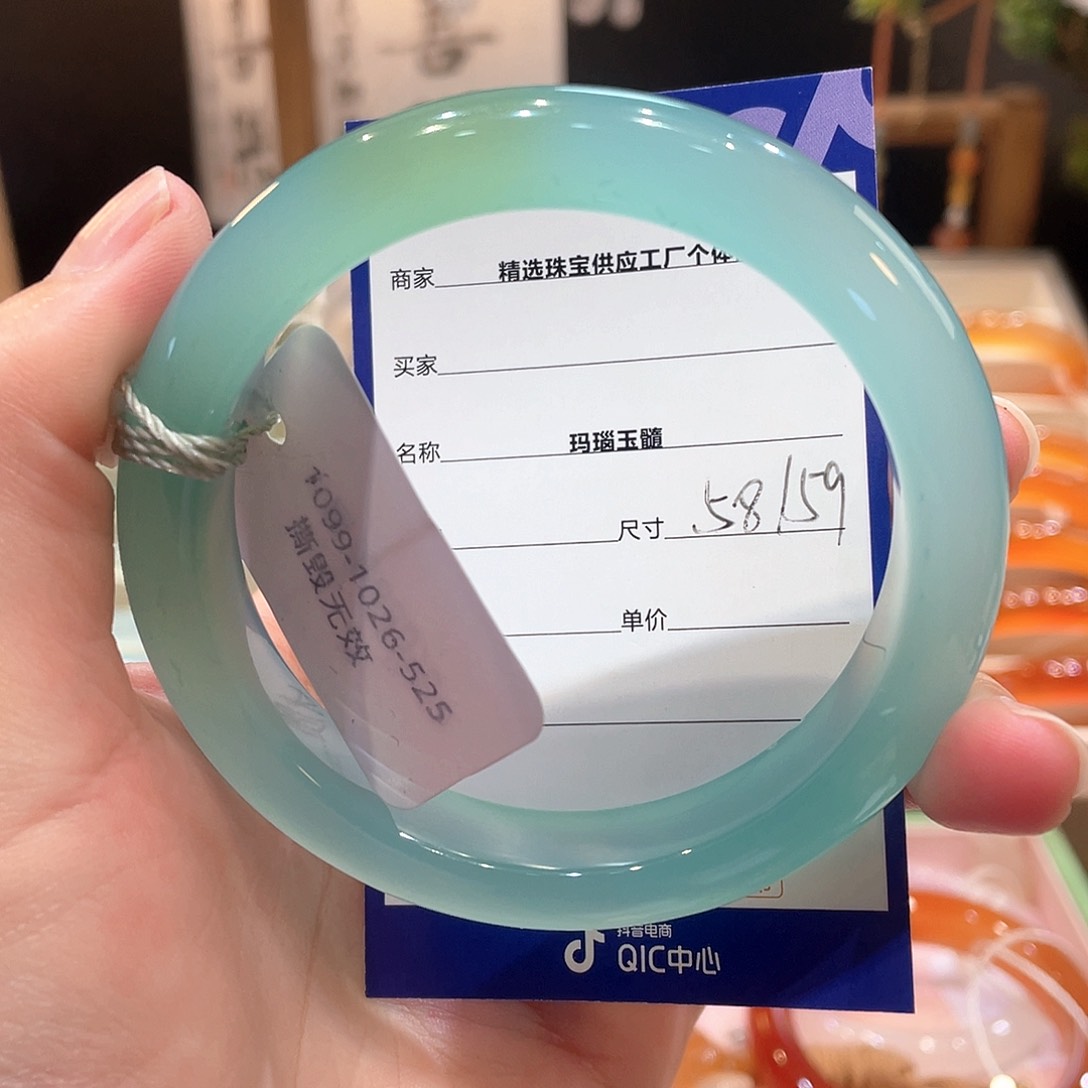 商家 精选珠宝供应工厂个体
买家
名称 玛瑙玉髓
尺寸 58/59
单价
1099-1026-525
撕毁无效
抖音电商
QIC中心